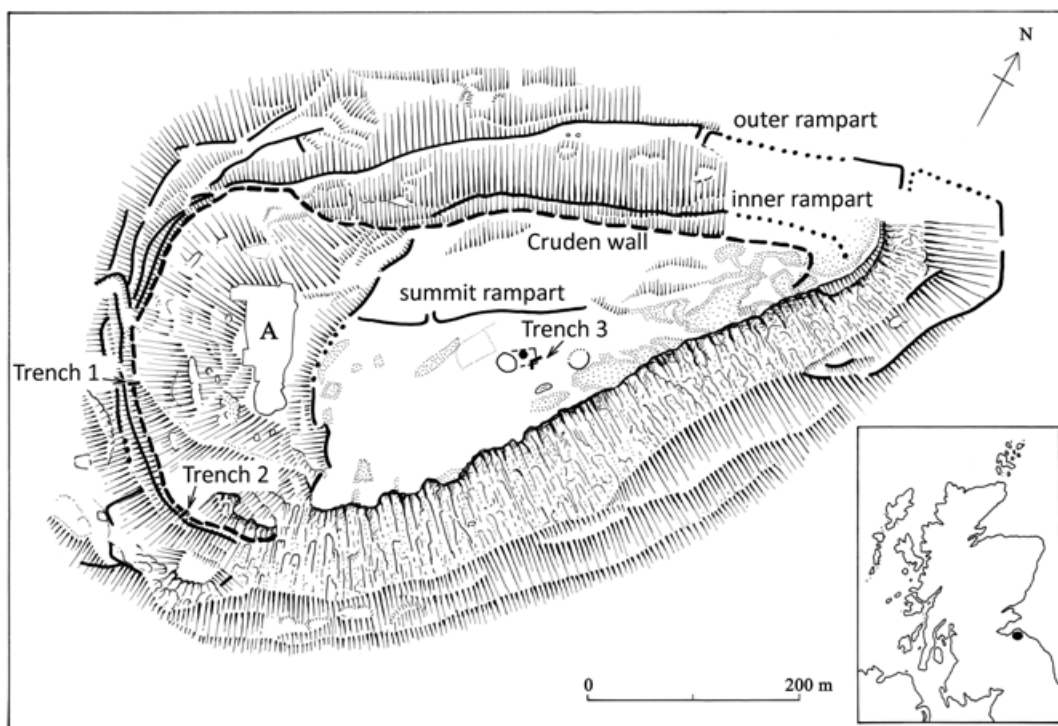 N
outer rampart
inner rampart
Cruden wall
summit rampart
A
Trench 3
Trench 1
Trench 2
0
200 m